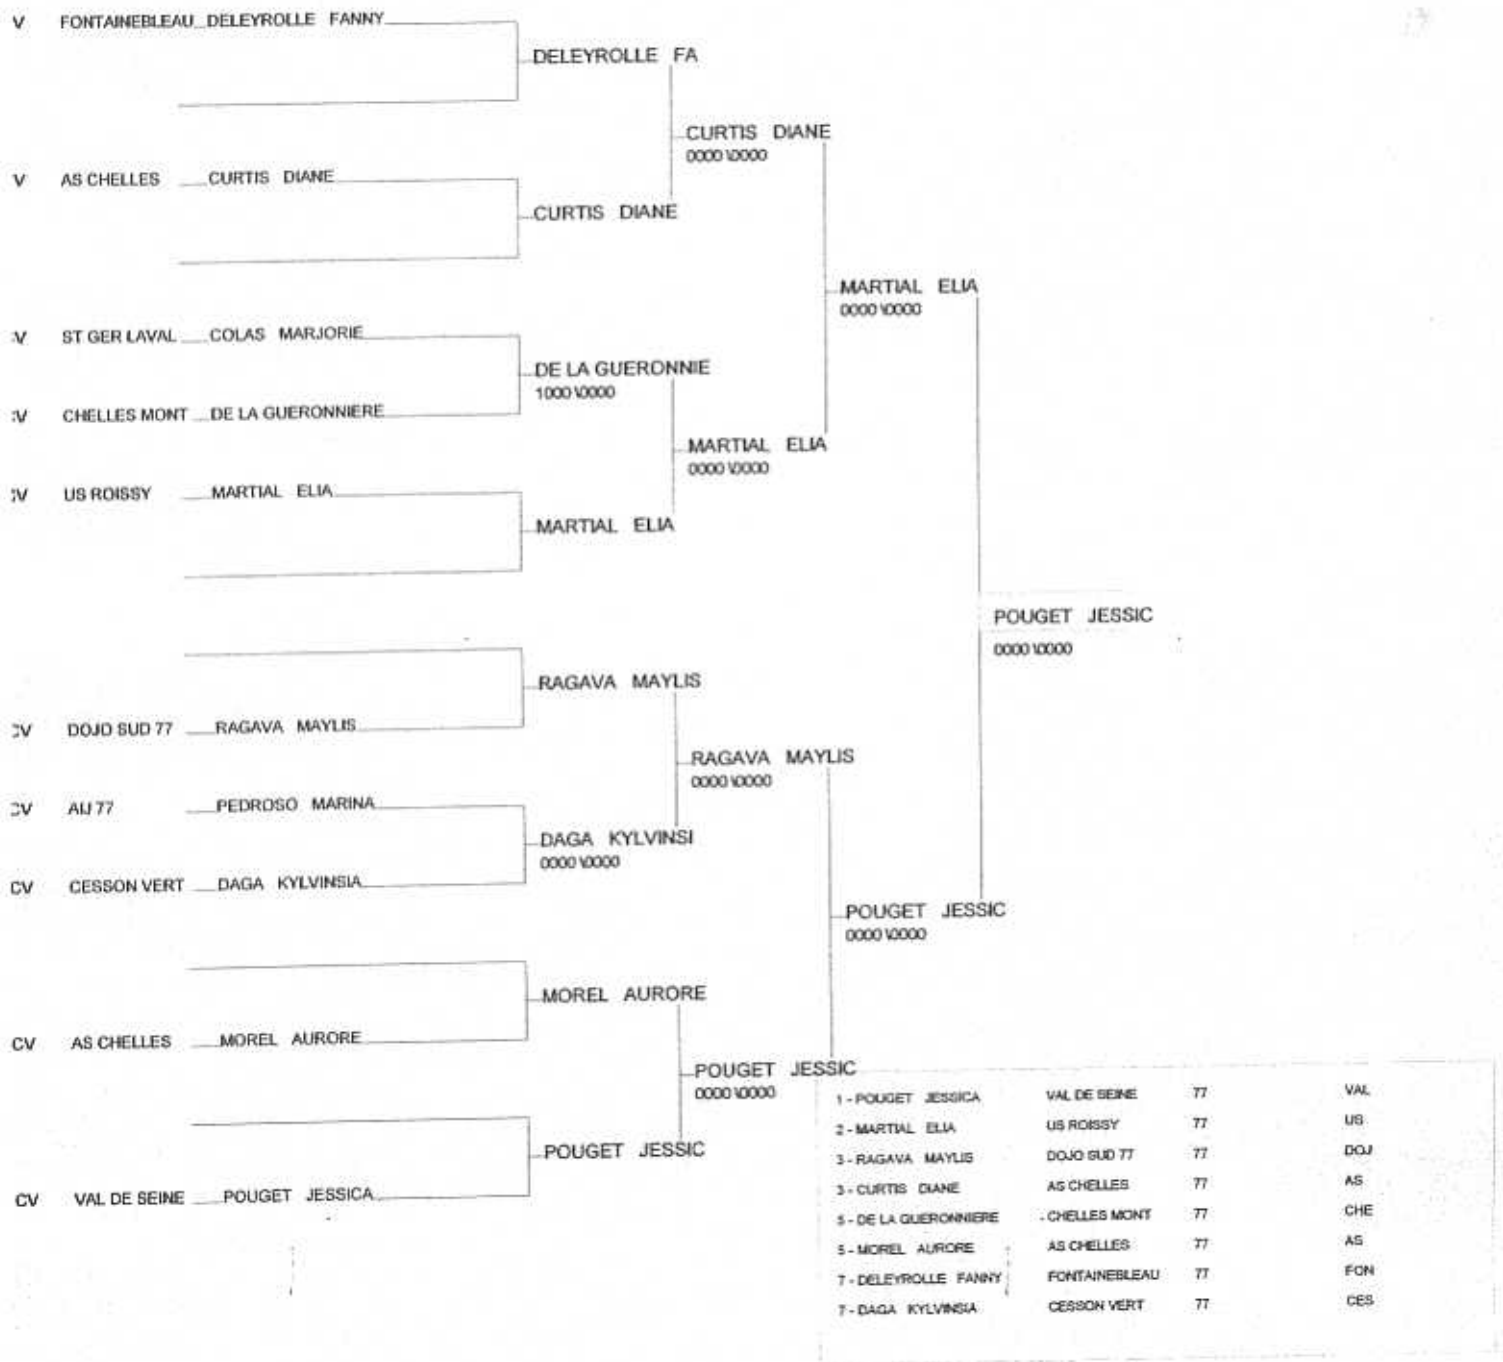 V FONTAINEBLEAU DELEYROLLE FANNY
DELEYROLLE FA
CURTIS DIANE
0000\0000
V AS CHELLES CURTIS DIANE
CURTIS DIANE
MARTIAL ELIA
0000\0000
V ST GER LAVAL COLAS MARJORIE
DE LA GUERONNIE
1000\0000
V CHELLES MONT DE LA GUERONNIERE
MARTIAL ELIA
0000\0000
V US ROISSY MARTIAL ELIA
MARTIAL ELIA
POUGET JESSIC
0000\0000
RAGAVA MAYLIS
CV DOJO SUD 77 RAGAVA MAYLIS
RAGAVA MAYLIS
0000\0000
CV AIJ 77 PEDROSO MARINA
DAGA KYLVINSI
0000\0000
CV CESSON VERT DAGA KYLVINSIA
POUGET JESSIC
0000\0000
MOREL AURORE
CV AS CHELLES MOREL AURORE
POUGET JESSIC
0000\0000
POUGET JESSIC
CV VAL DE SEINE POUGET JESSICA
1 - POUGET JESSICA VAL DE SEINE 77 VAL
2 - MARTIAL ELIA US ROISSY 77 US
3 - RAGAVA MAYLIS DOJO SUD 77 77 DOJ
3 - CURTIS DIANE AS CHELLES 77 AS
5 - DE LA GUERONNIERE CHELLES MONT 77 CHE
5 - MOREL AURORE AS CHELLES 77 AS
7 - DELEYROLLE FANNY FONTAINEBLEAU 77 FON
7 - DAGA KYLVINSIA CESSON VERT 77 CES